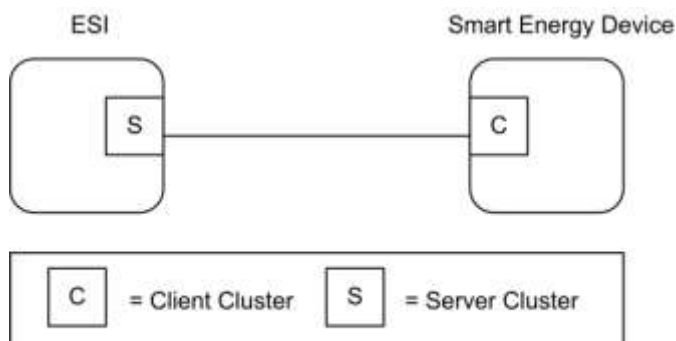 ESI Smart Energy Device
S C
C = Client Cluster S = Server Cluster